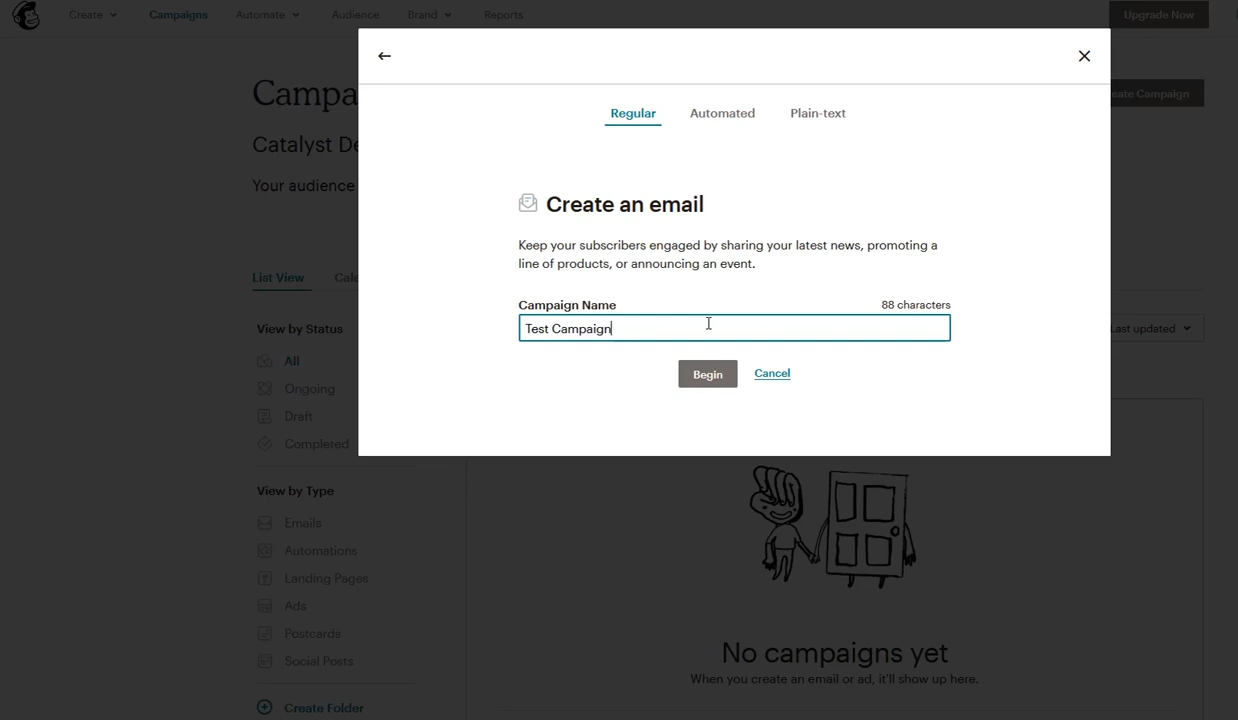 Create Campaigns Automate Audience Brand Reports Upgrade Now
Campa
eate Campaign
Catalyst De
Your audience
Regular Automated Plain-text
Create an email
Keep your subscribers engaged by sharing your latest news, promoting a
line of products, or announcing an event.
Campaign Name 88 characters
Test Campaign
Begin Cancel
List View Cale
Last updated
View by Status
All
Ongoing
Draft
Completed
View by Type
Emails
Automations
Landing Pages
Ads
Postcards
Social Posts
Create Folder
No campaigns yet
When you create an email or ad, it'll show up here.